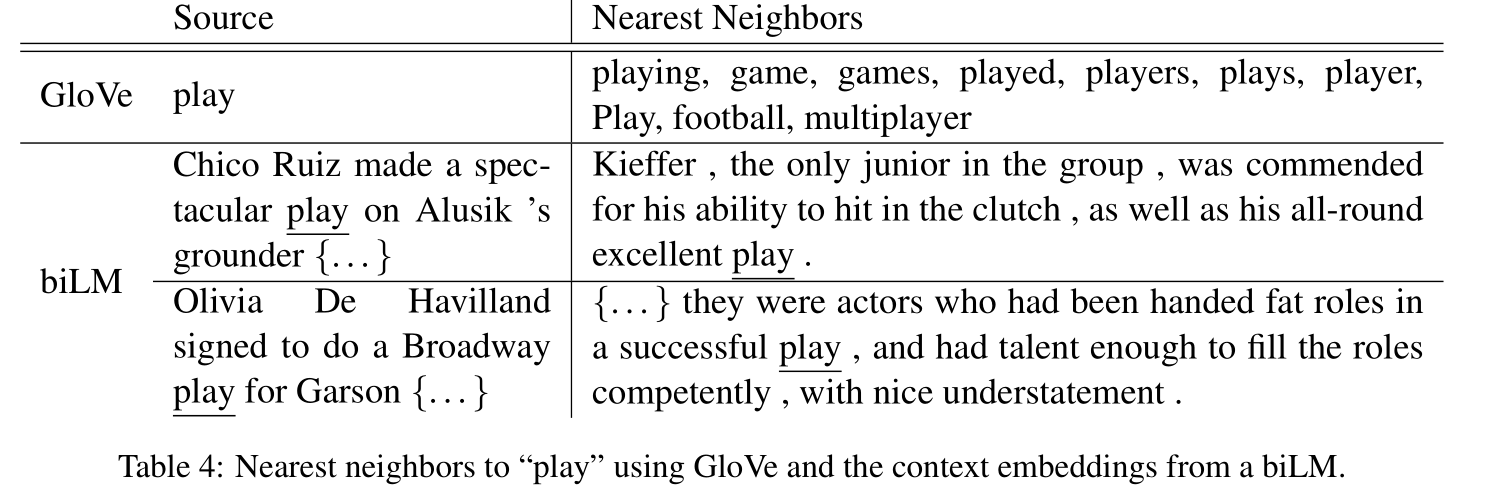 Source Nearest Neighbors
GloVe play playing, game, games, played, players, plays, player,
Play, football, multiplayer
biLM
Chico Ruiz made a spec-
tacular play on Alusik 's
grounder {...}
Kieffer , the only junior in the group , was commended
for his ability to hit in the clutch , as well as his all-round
excellent play .
Olivia De Havilland
signed to do a Broadway
play for Garson {...}
{...} they were actors who had been handed fat roles in
a successful play , and had talent enough to fill the roles
competently , with nice understatement .
Table 4: Nearest neighbors to “play” using GloVe and the context embeddings from a biLM.